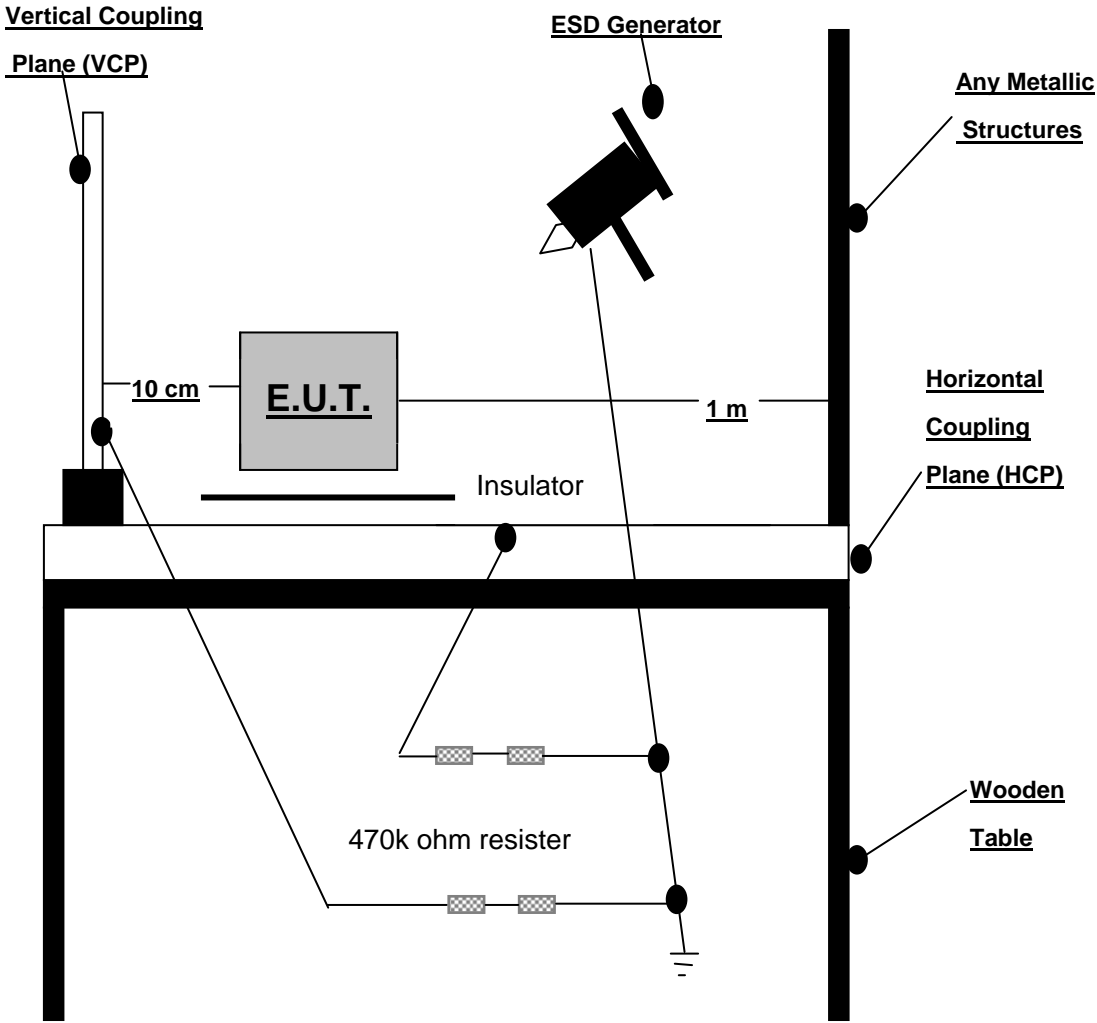 Vertical Coupling
Plane (VCP)
ESD Generator
Any Metallic
Structures
10 cm
E.U.T.
1 m
Horizontal
Coupling
Plane (HCP)
Insulator
470k ohm resister
Wooden
Table